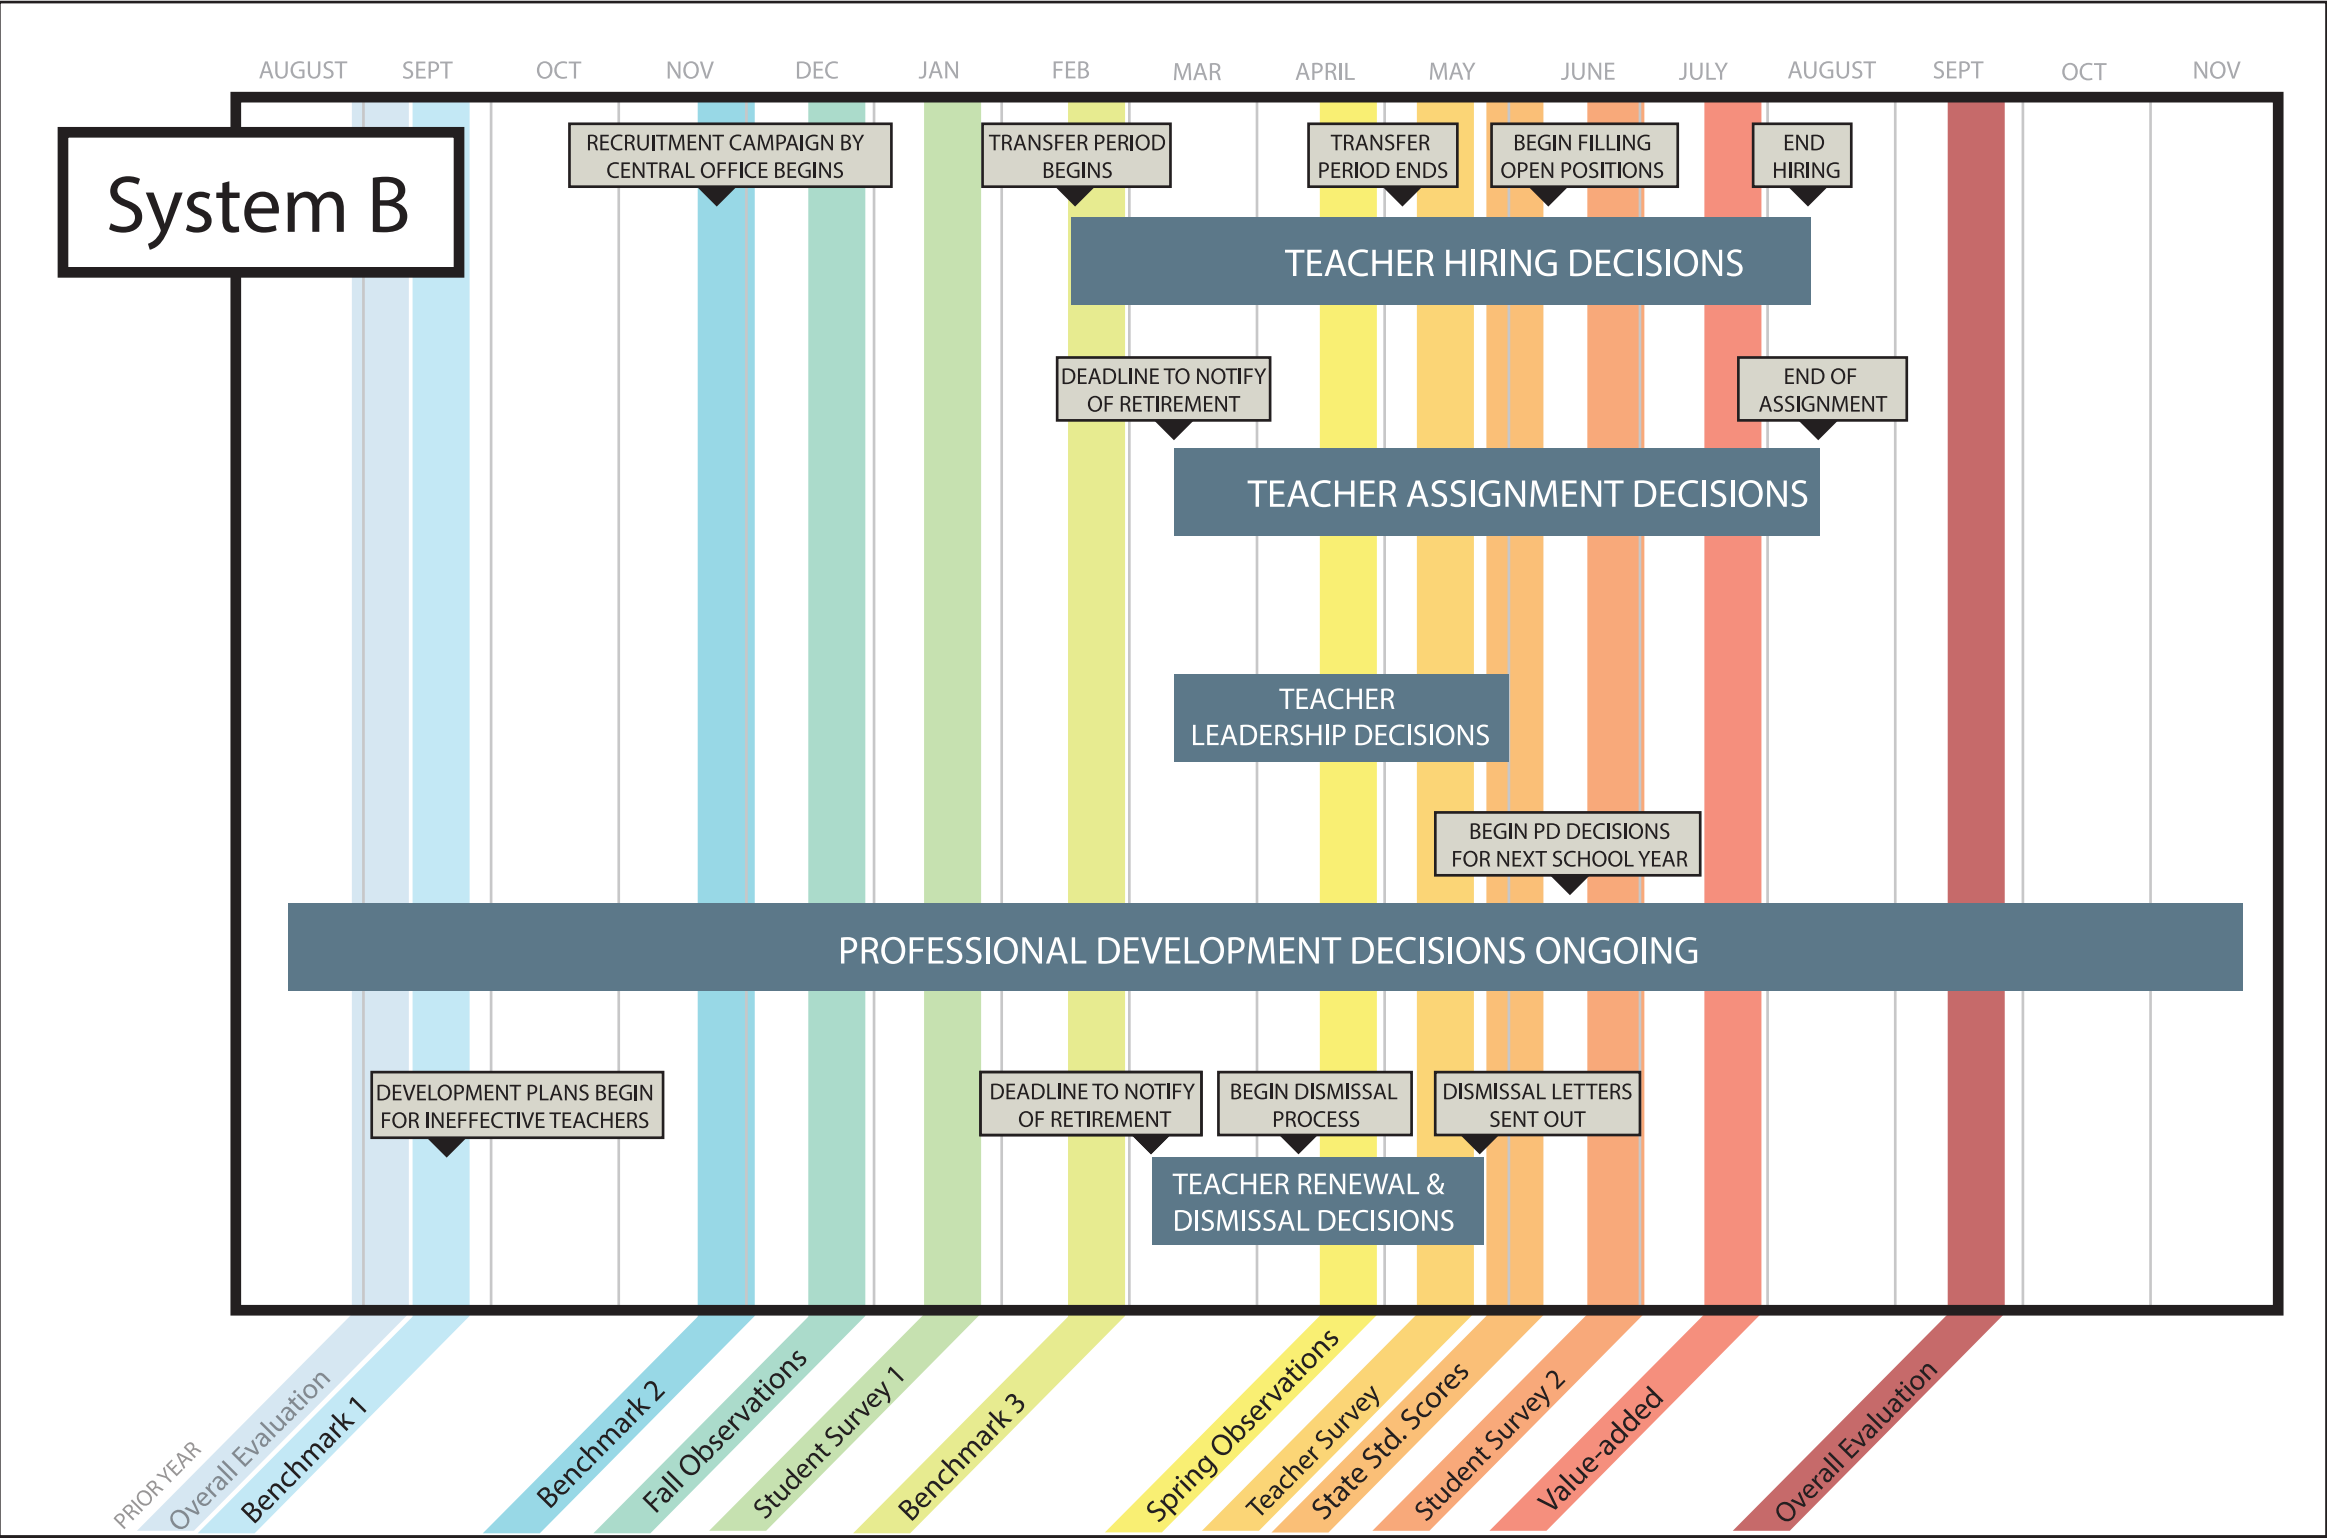 AUGUST SEPT OCT NOV DEC JAN FEB MAR APRIL MAY JUNE JULY AUGUST SEPT OCT NOV
System B
RECRUITMENT CAMPAIGN BY
CENTRAL OFFICE BEGINS
TRANSFER PERIOD
BEGINS
TRANSFER
PERIOD ENDS
BEGIN FILLING
OPEN POSITIONS
END
HIRING
TEACHER HIRING DECISIONS
DEADLINE TO NOTIFY
OF RETIREMENT
END OF
ASSIGNMENT
TEACHER ASSIGNMENT DECISIONS
TEACHER
LEADERSHIP DECISIONS
BEGIN PD DECISIONS
FOR NEXT SCHOOL YEAR
PROFESSIONAL DEVELOPMENT DECISIONS ONGOING
DEVELOPMENT PLANS BEGIN
FOR INEFFECTIVE TEACHERS
DEADLINE TO NOTIFY
OF RETIREMENT
BEGIN DISMISSAL
PROCESS
DISMISSAL LETTERS
SENT OUT
TEACHER RENEWAL &
DISMISSAL DECISIONS
PRIOR YEAR
Overall Evaluation
Benchmark 1
Benchmark 2
Fall Observations
Student Survey 1
Benchmark 3
Spring Observations
Teacher Survey
State Std. Scores
Student Survey 2
Value-added
Overall Evaluation